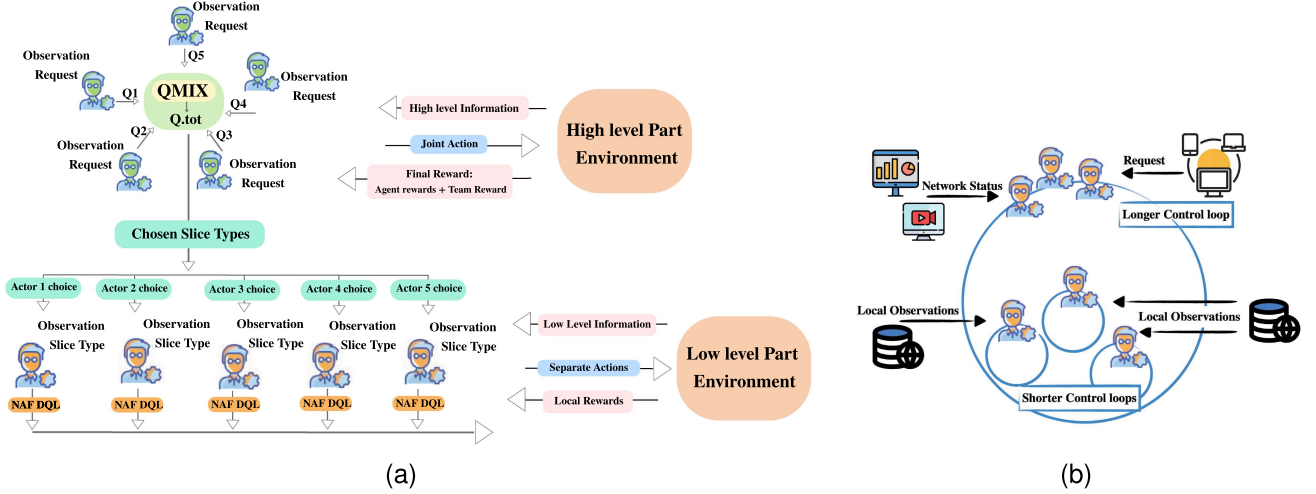 Observation
Request
Q5
Observation
Request
Q1
QMIX
Q.tot
Q4
Observation
Request
Q2
Q3
Observation
Request
Observation
Request
High level Information
Joint Action
Final Reward:
Agent rewards + Team Reward
High level Part
Environment
Chosen Slice Types
Actor 1 choice
Actor 2 choice
Actor 3 choice
Actor 4 choice
Actor 5 choice
Observation
Slice Type
Observation
Slice Type
Observation
Slice Type
Observation
Slice Type
Observation
Slice Type
NAF DQL
NAF DQL
NAF DQL
NAF DQL
NAF DQL
Low Level Information
Separate Actions
Local Rewards
Low level Part
Environment
(a)
Network Status
Request
Longer Control loop
Local Observations
Local Observations
Shorter Control loops
(b)